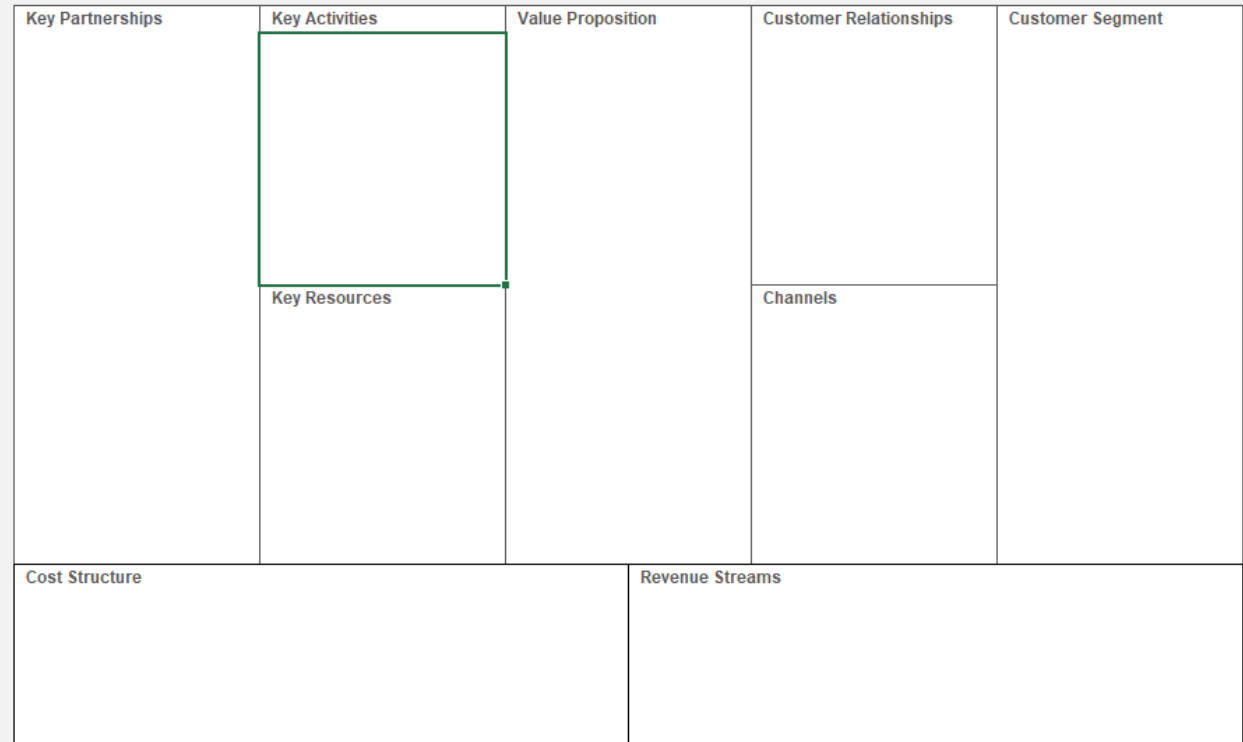 Key Partnerships
Key Activities
Value Proposition
Customer Relationships
Customer Segment
Key Resources
Channels
Cost Structure
Revenue Streams